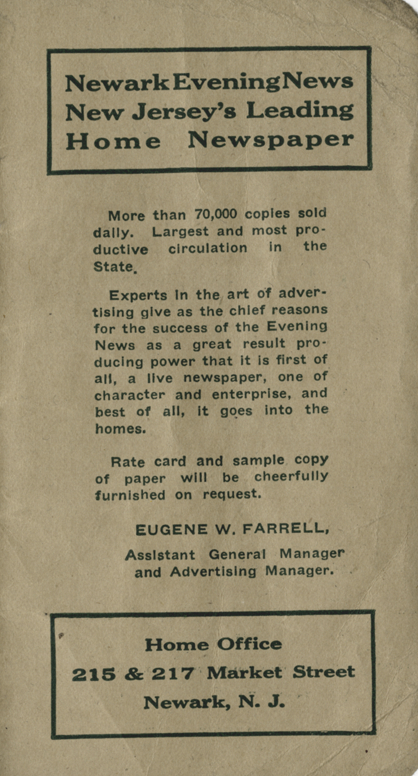 Newark Evening News
New Jersey's Leading
Home Newspaper
More than 70,000 copies sold
daily. Largest and most pro-
ductive circulation in the
State.
Experts in the art of adver-
tising give as the chief reasons
for the success of the Evening
News as a great result pro-
ducing power that it is first of
all, a live newspaper, one of
character and enterprise, and
best of all, it goes into the
homes.
Rate card and sample copy
of paper will be cheerfully
furnished on request.
EUGENE W. FARRELL,
Assistant General Manager
and Advertising Manager.
Home Office
215 & 217 Market Street
Newark, N. J.